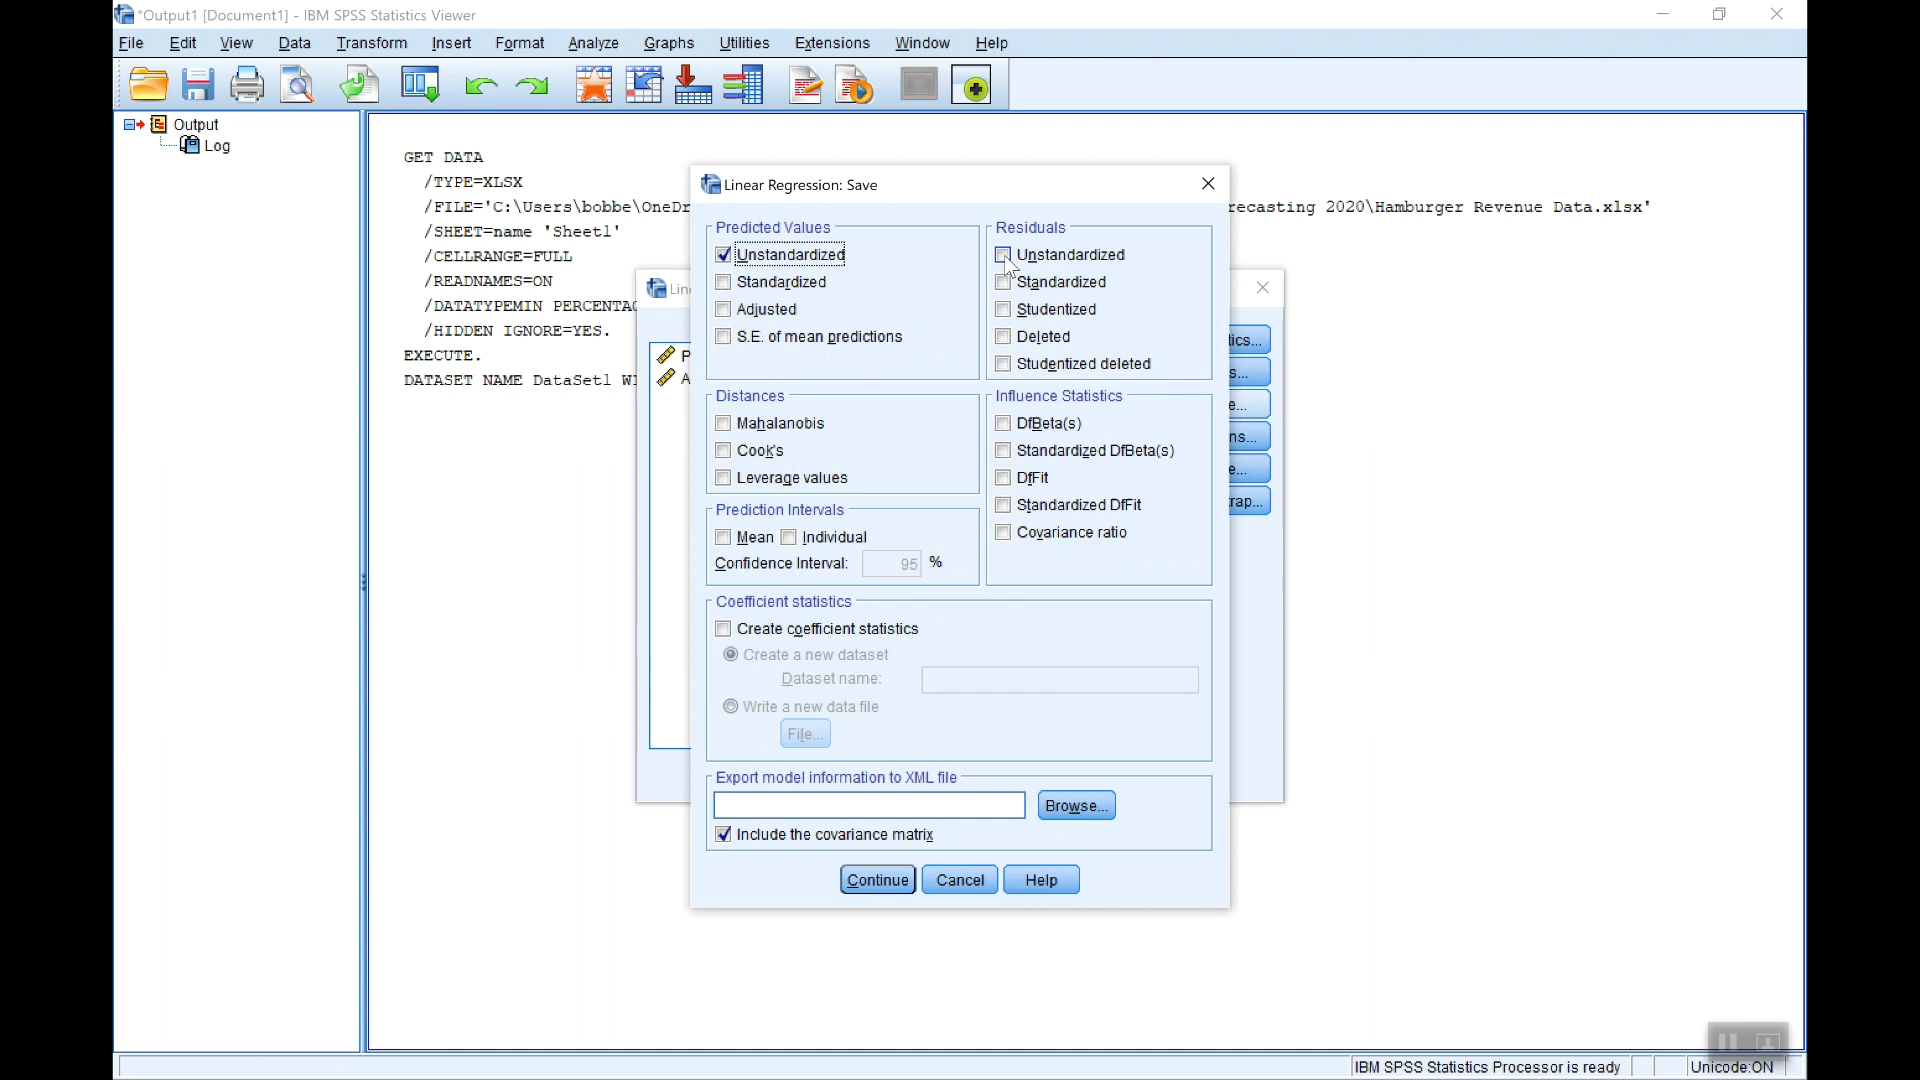 *Output1 [Document1] - IBM SPSS Statistics Viewer
File Edit View Data Transform Insert Format Analyze Graphs Utilities Extensions Window Help
Output
Log
GET DATA
/TYPE=XLSX
/FILE='C:\Users\bobbe\OneDr
recasting 2020\Hamburger Revenue Data.xlsx'
/SHEET=name 'Sheet1'
/CELLRANGE=FULL
/READNAMES=ON
/DATATYPEMIN PERCENTAG
/HIDDEN IGNORE=YES.
EXECUTE.
DATASET NAME DataSet1 WI
Lin
P
A
tics...
s...
e...
ns...
e...
rap...
Linear Regression: Save
Predicted Values
Unstandardized
Standardized
Adjusted
S.E. of mean predictions
Residuals
Unstandardized
Standardized
Studentized
Deleted
Studentized deleted
Distances
Mahalanobis
Cook's
Leverage values
Influence Statistics
DfBeta(s)
Standardized DfBeta(s)
DfFit
Standardized DfFit
Covariance ratio
Prediction Intervals
Mean Individual
Confidence Interval: 95 %
Coefficient statistics
Create coefficient statistics
Create a new dataset
Dataset name:
Write a new data file
File...
Export model information to XML file
Browse...
Include the covariance matrix
Continue Cancel Help
IBM SPSS Statistics Processor is ready
Unicode:ON